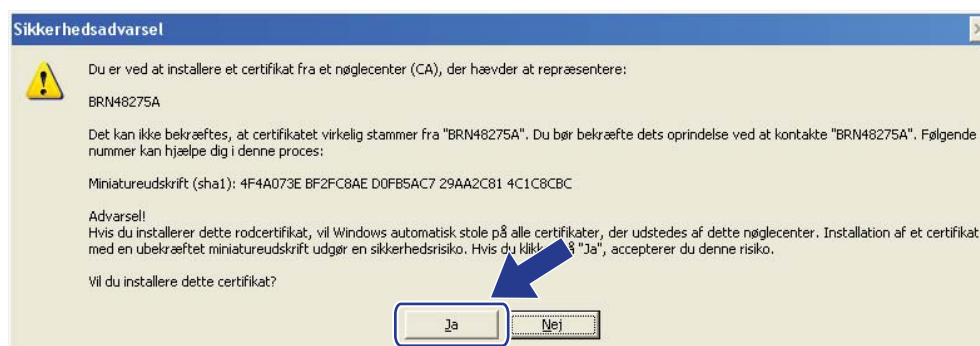 Sikkerhedsadvarsel
Du er ved at installere et certifikat fra et nøglecenter (CA), der hævder at repræsentere:
BRN48275A
Det kan ikke bekræftes, at certifikatet virkelig stammer fra "BRN48275A". Du bør bekræfte dets oprindelse ved at kontakte "BRN48275A". Følgende
nummer kan hjælpe dig i denne proces:
Miniatureudskrift (sha1): 4F4A073E BF2FC8AE D0FB5AC7 29AA2C81 4C1C8CBC
Advarsel!
Hvis du installerer dette rodcertifikat, vil Windows automatisk stole på alle certifikater, der udstedes af dette nøglecenter. Installation af et certifikat
med en ubekræftet miniatureudskrift udgør en sikkerhedsrisiko. Hvis du klikker på "Ja", accepterer du denne risiko.
Vil du installere dette certifikat?
Ja Nej